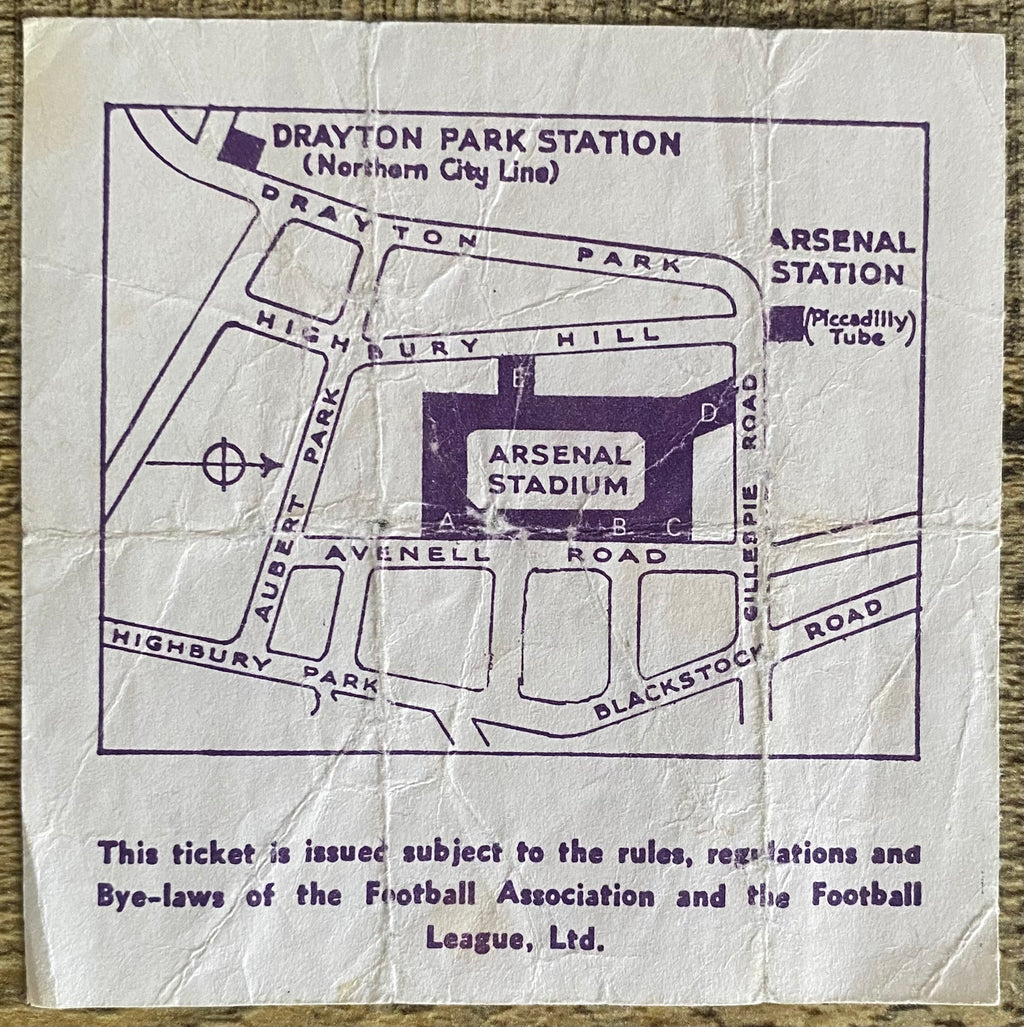 DRAYTON PARK STATION
(Northern City Line)
DRAYTON PARK
ARSENAL
STATION
(Piccadilly)
Tube
HIGHBURY HILL
E
D
ARSENAL
STADIUM
A B C
AUBERT PARK
GILLESPIE ROAD
AVENELL ROAD
HIGHBURY PARK
BLACKSTOCK ROAD
This ticket is issued subject to the rules, regulations and
Bye-laws of the Football Association and the Football
League, Ltd.